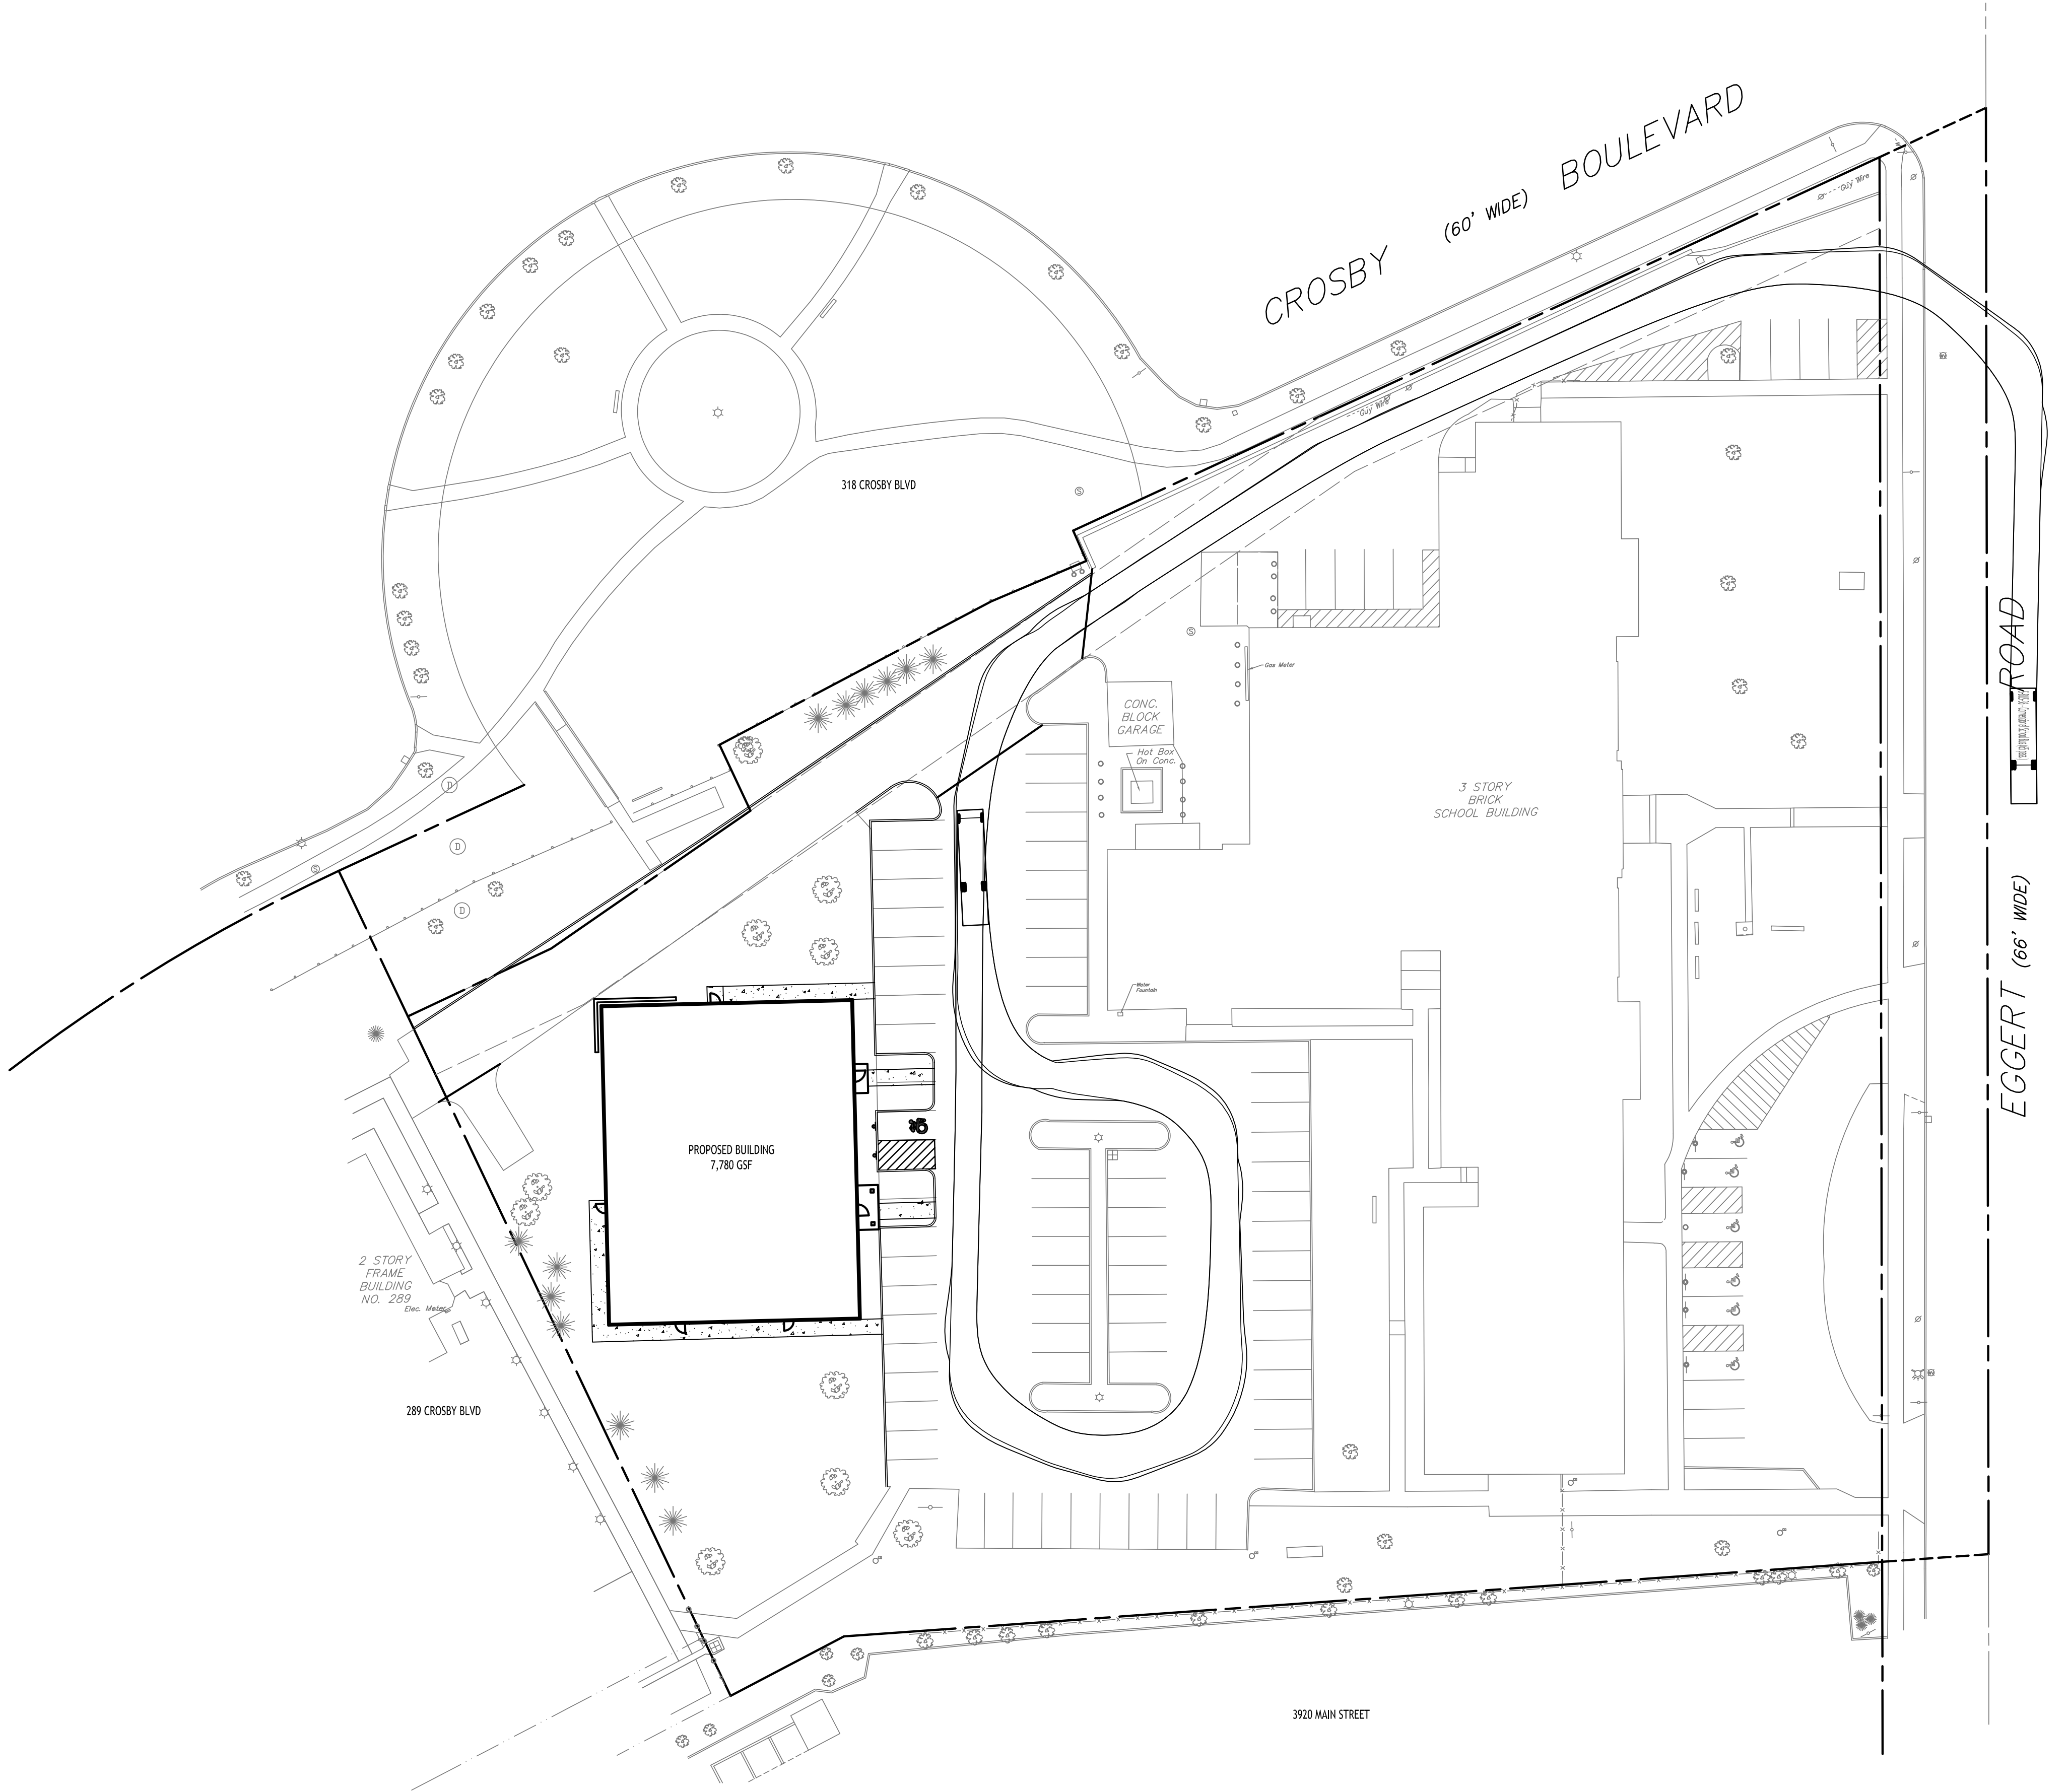 CROSBY (60' WIDE) BOULEVARD
Guy Wire
Guy Wire
318 CROSBY BLVD
S
S
Gas Meter
CONC.
BLOCK
GARAGE
Hot Box
On Conc.
3 STORY
BRICK
SCHOOL BUILDING
EGGERT (66' WIDE) ROAD
D
D
D
S
Water
Fountain
PROPOSED BUILDING
7,780 GSF
2 STORY
FRAME
BUILDING
NO. 289
Elec. Meter
289 CROSBY BLVD
3920 MAIN STREET